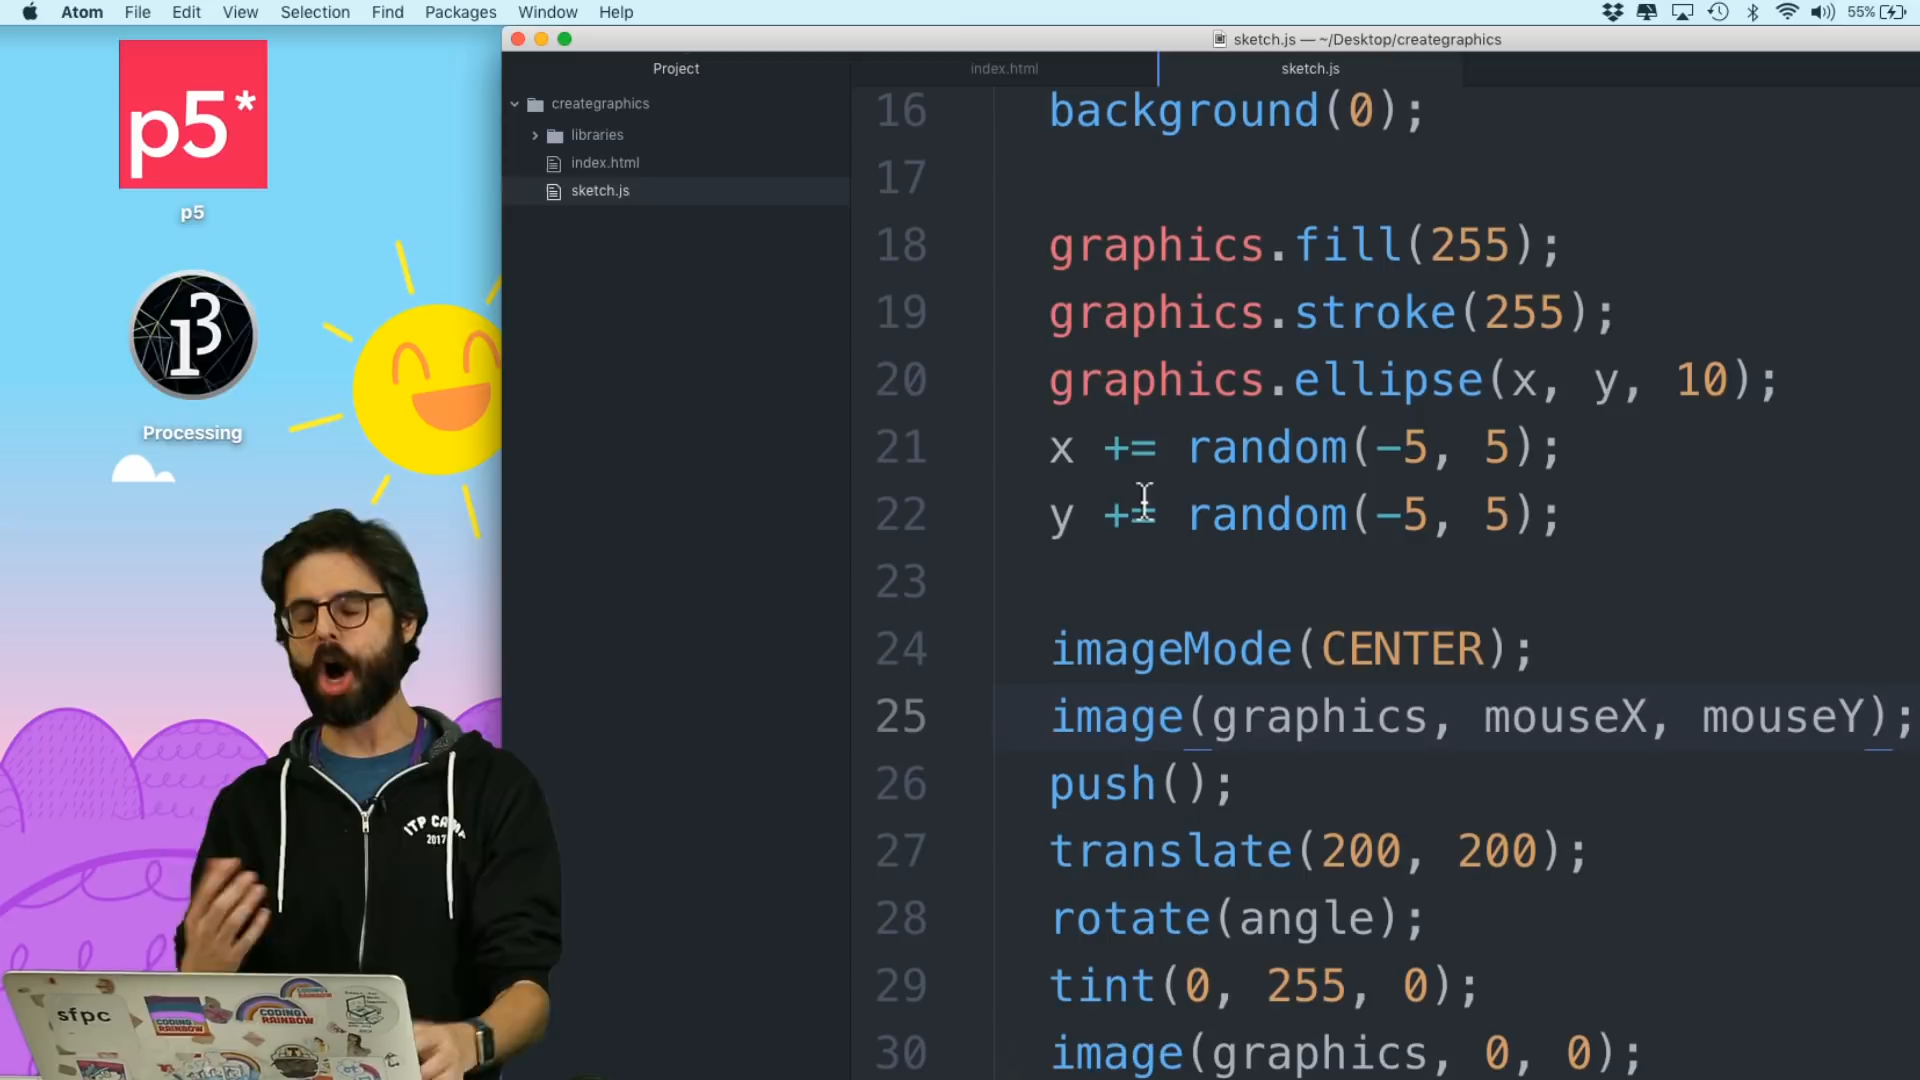 Atom File Edit View Selection Find Packages Window Help 55%
sketch.js — ~/Desktop/creategraphics
p5*
p5
Processing
Project
creategraphics
libraries
index.html
sketch.js
index.html sketch.js
16 background(0);
17
18 graphics.fill(255);
19 graphics.stroke(255);
20 graphics.ellipse(x, y, 10);
21 x += random(-5, 5);
22 y += random(-5, 5);
23
24 imageMode(CENTER);
25 image(graphics, mouseX, mouseY);
26 push();
27 translate(200, 200);
28 rotate(angle);
29 tint(0, 255, 0);
30 image(graphics, 0, 0);
ITP CAMP
2017
sfpc
CODING
RAINBOW
CODING
RAINBOW